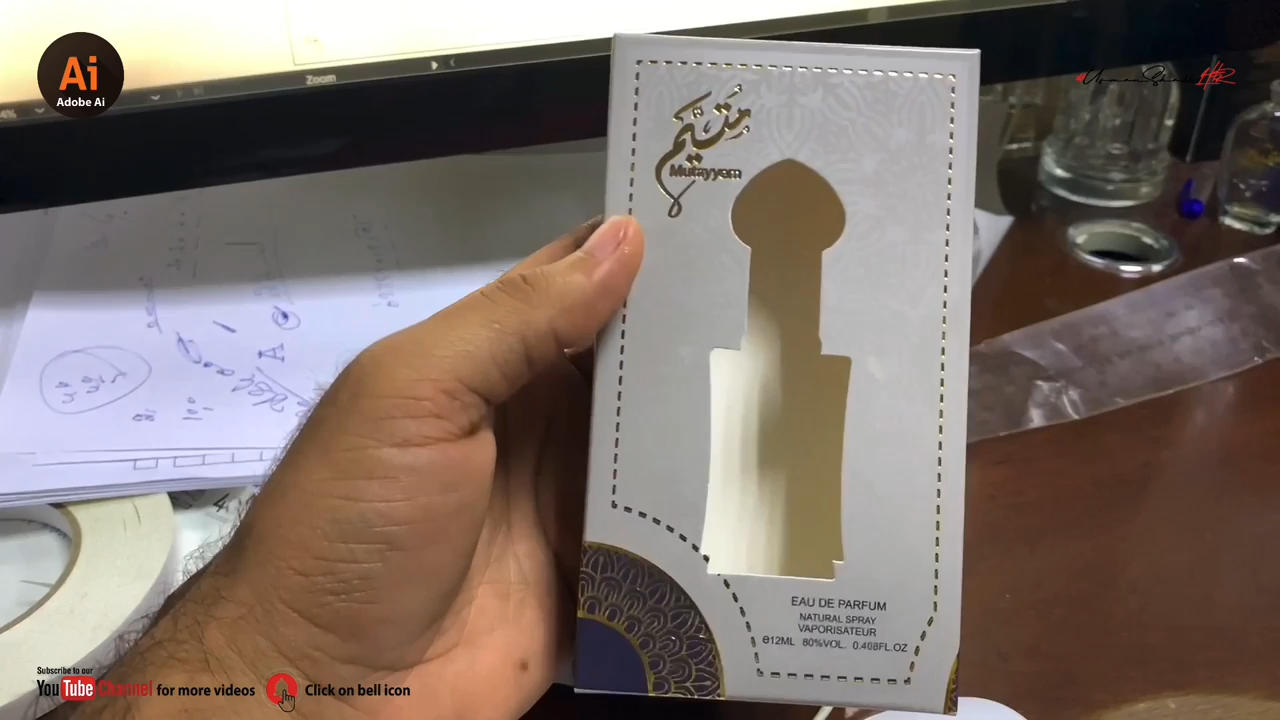 Ai
Adobe Ai
Zoom
مُتَيَّم
Mutayyem
EAU DE PARFUM
NATURAL SPRAY
VAPORISATEUR
℮12ML 80%VOL. 0.408FL.OZ
Subscribe to our
YouTube Channel for more videos
Click on bell icon